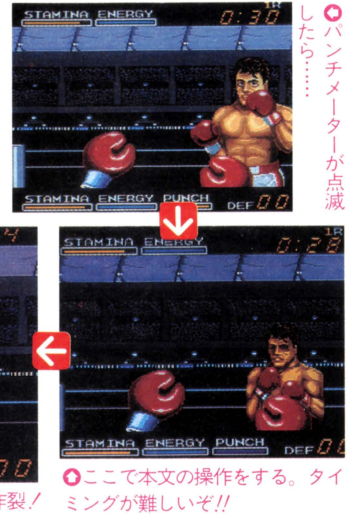 STAMINA ENERGY
1R
0:30
パンチメーターが点滅
したら……
STAMINA ENERGY PUNCH DEF 00
STAMINA ENERGY
1R
0:28
STAMINA ENERGY PUNCH DEF 0
裂!
ここで本文の操作をする。タイ
ミングが難しいぞ!!